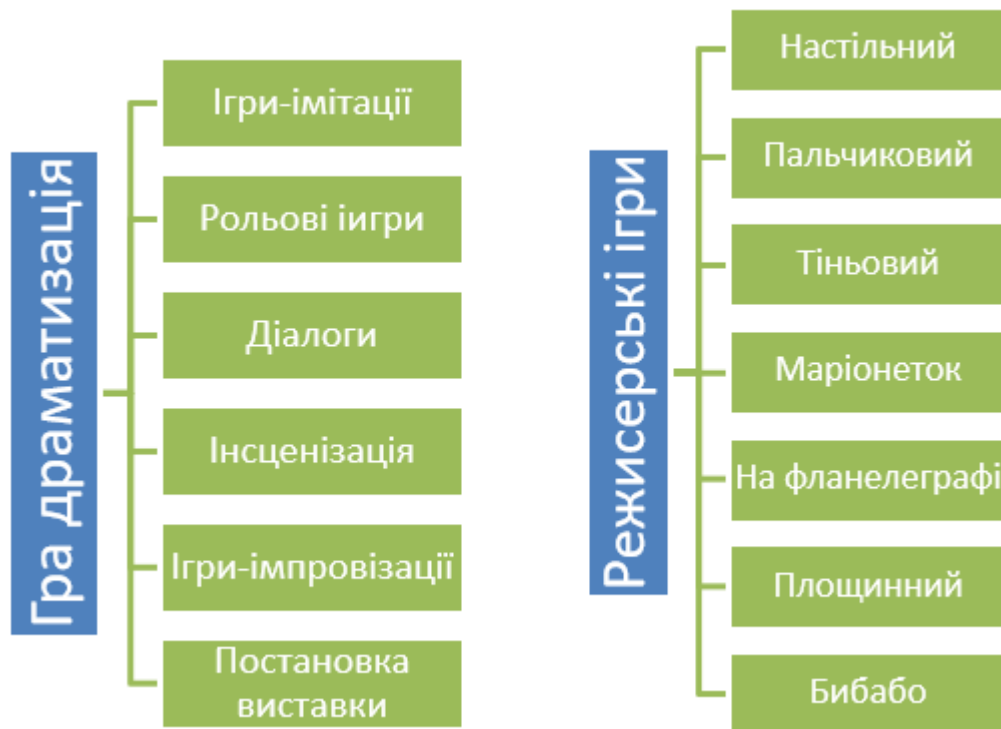 Гра драматизація
Ігри-імітації
Рольові іигри
Діалоги
Інсценізація
Ігри-імпровізації
Постановка
виставки
Режисерські ігри
Настільний
Пальчиковий
Тіньовий
Маріонеток
На фланелеграфі
Площинний
Бибабо